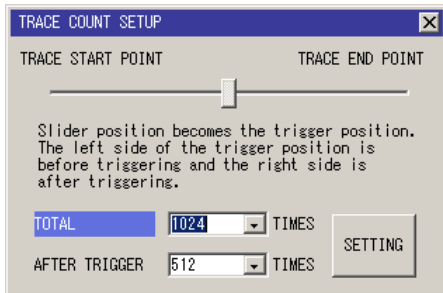 TRACE COUNT SETUP
TRACE START POINT TRACE END POINT
Slider position becomes the trigger position.
The left side of the trigger position is
before triggering and the right side is
after triggering.
TOTAL 1024 TIMES
SETTING
AFTER TRIGGER 512 TIMES